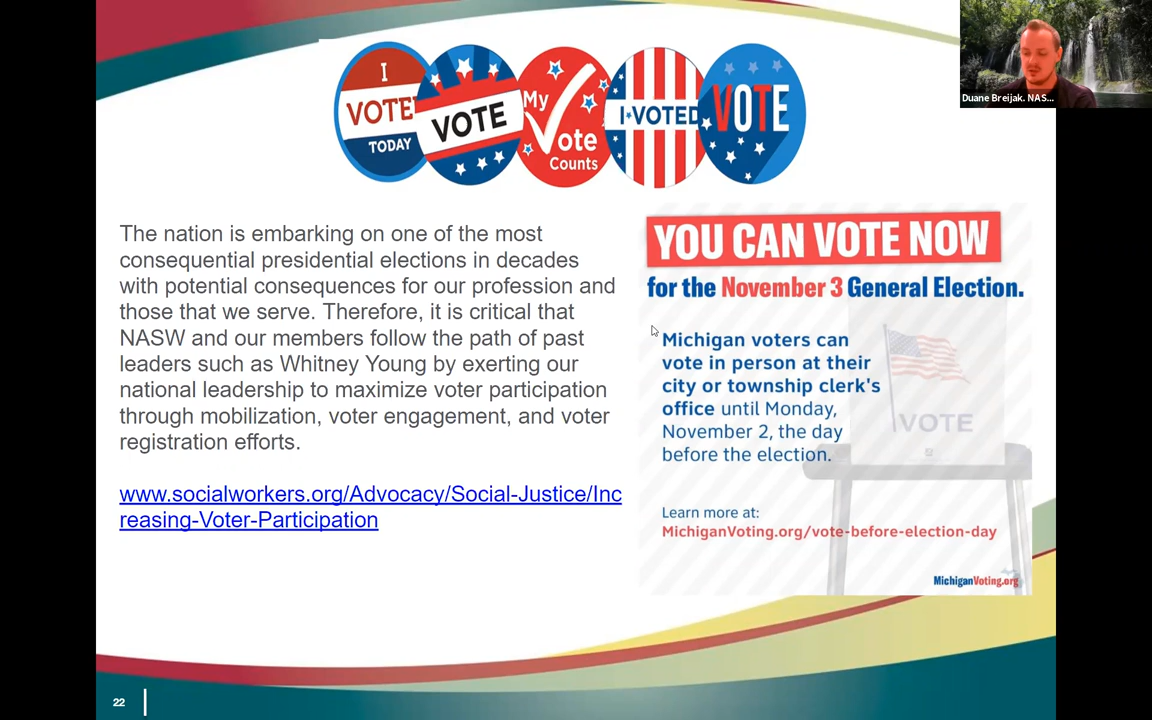 I
VOTE
TODAY
VOTE
My
Vote
Counts
I★VOTED
VOTE
Duane Breijak. NAS...
The nation is embarking on one of the most
consequential presidential elections in decades
with potential consequences for our profession and
those that we serve. Therefore, it is critical that
NASW and our members follow the path of past
leaders such as Whitney Young by exerting our
national leadership to maximize voter participation
through mobilization, voter engagement, and voter
registration efforts.
www.socialworkers.org/Advocacy/Social-Justice/Inc
reasing-Voter-Participation
YOU CAN VOTE NOW
for the November 3 General Election.
Michigan voters can
vote in person at their
city or township clerk's
office until Monday,
November 2, the day
before the election.
VOTE
Learn more at:
MichiganVoting.org/vote-before-election-day
MichiganVoting.org
22